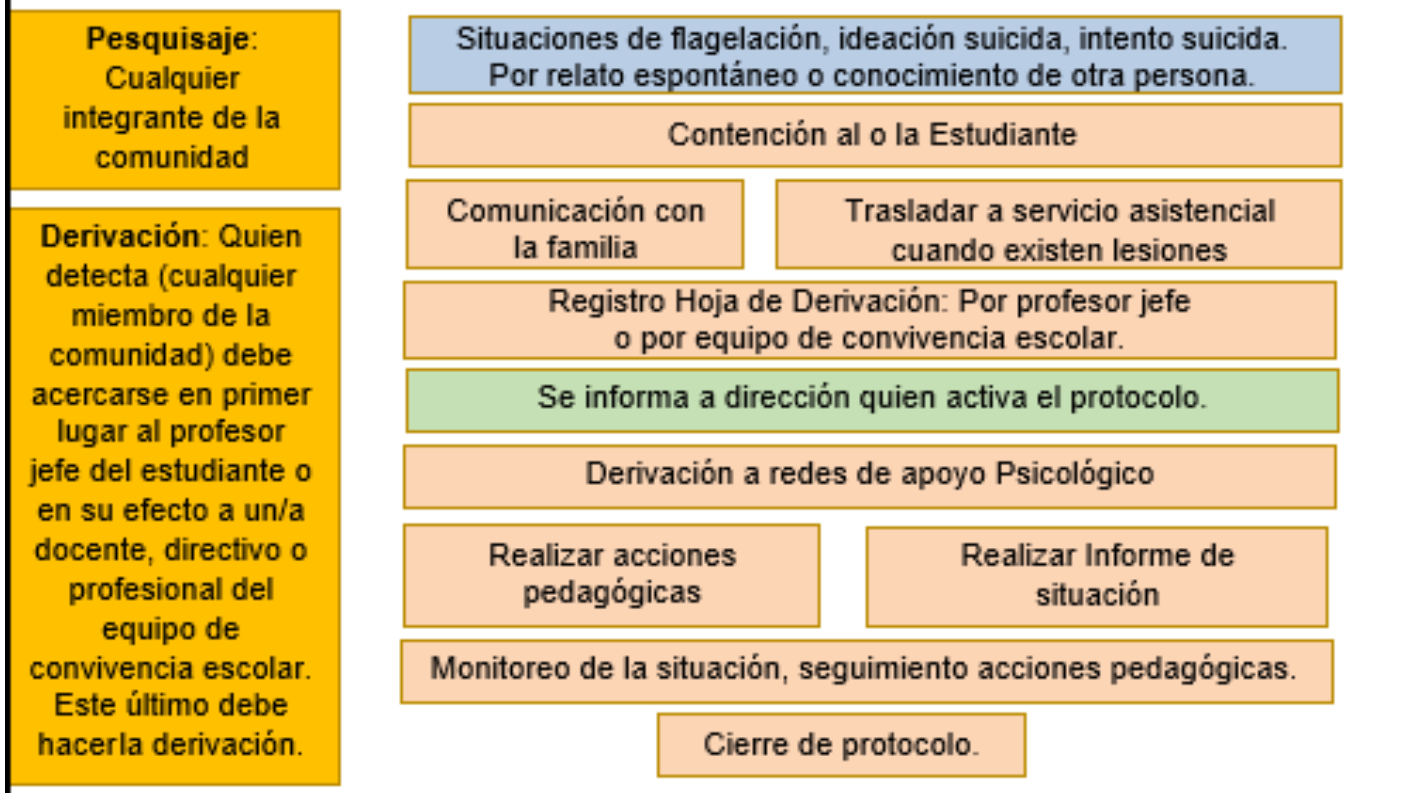 Pesquisaje:
Cualquier
integrante de la
comunidad
Derivación: Quien
detecta (cualquier
miembro de la
comunidad) debe
acercarse en primer
lugar al profesor
jefe del estudiante o
en su efecto a un/a
docente, directivo o
profesional del
equipo de
convivencia escolar.
Este último debe
hacerla derivación.
Situaciones de flagelación, ideación suicida, intento suicida.
Por relato espontáneo o conocimiento de otra persona.
Contención al o la Estudiante
Comunicación con
la familia
Trasladar a servicio asistencial
cuando existen lesiones
Registro Hoja de Derivación: Por profesor jefe
o por equipo de convivencia escolar.
Se informa a dirección quien activa el protocolo.
Derivación a redes de apoyo Psicológico
Realizar acciones
pedagógicas
Realizar Informe de
situación
Monitoreo de la situación, seguimiento acciones pedagógicas.
Cierre de protocolo.